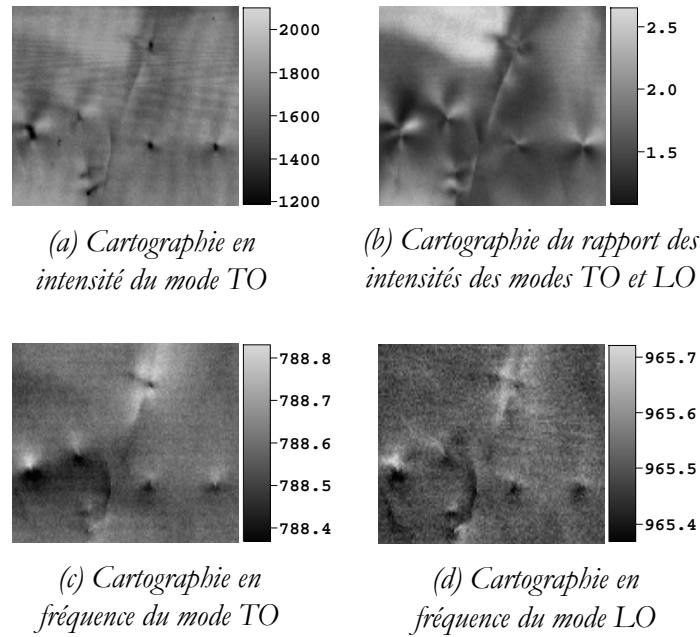 2000
1800
1600
1400
1200
2.5
2.0
1.5
(a) Cartographie en
intensité du mode TO
(b) Cartographie du rapport des
intensités des modes TO et LO
788.8
788.7
788.6
788.5
788.4
965.7
965.6
965.5
965.4
(c) Cartographie en
fréquence du mode TO
(d) Cartographie en
fréquence du mode LO